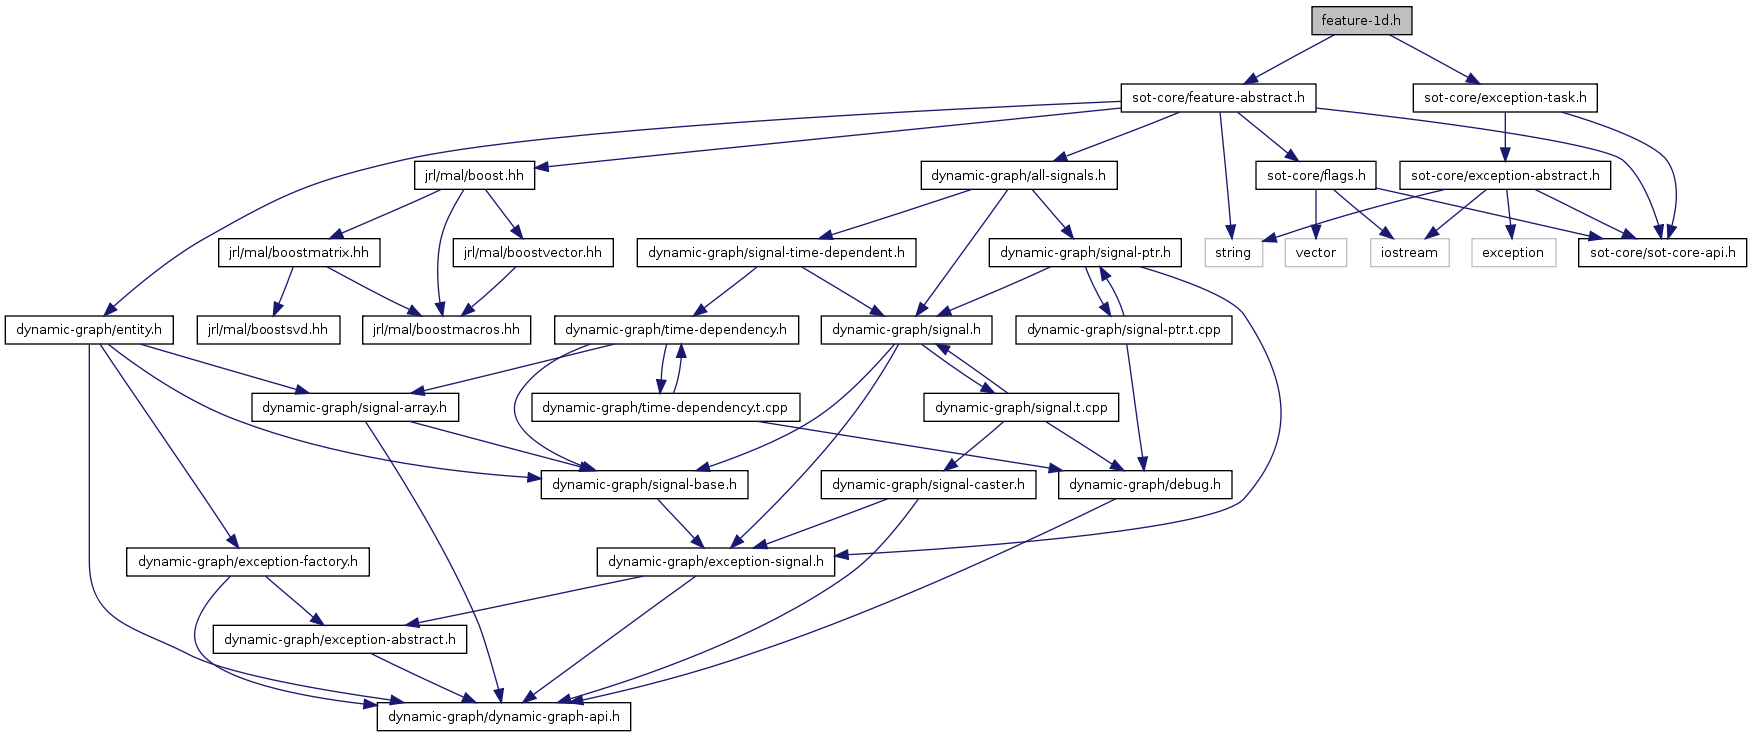 feature-1d.h
sot-core/feature-abstract.h
sot-core/exception-task.h
jrl/mal/boost.hh
dynamic-graph/all-signals.h
sot-core/flags.h
sot-core/exception-abstract.h
jrl/mal/boostmatrix.hh
jrl/mal/boostvector.hh
dynamic-graph/signal-time-dependent.h
dynamic-graph/signal-ptr.h
string
vector
iostream
exception
sot-core/sot-core-api.h
dynamic-graph/entity.h
jrl/mal/boostsvd.hh
jrl/mal/boostmacros.hh
dynamic-graph/time-dependency.h
dynamic-graph/signal.h
dynamic-graph/signal-ptr.t.cpp
dynamic-graph/signal-array.h
dynamic-graph/time-dependency.t.cpp
dynamic-graph/signal.t.cpp
dynamic-graph/signal-base.h
dynamic-graph/signal-caster.h
dynamic-graph/debug.h
dynamic-graph/exception-factory.h
dynamic-graph/exception-signal.h
dynamic-graph/exception-abstract.h
dynamic-graph/dynamic-graph-api.h